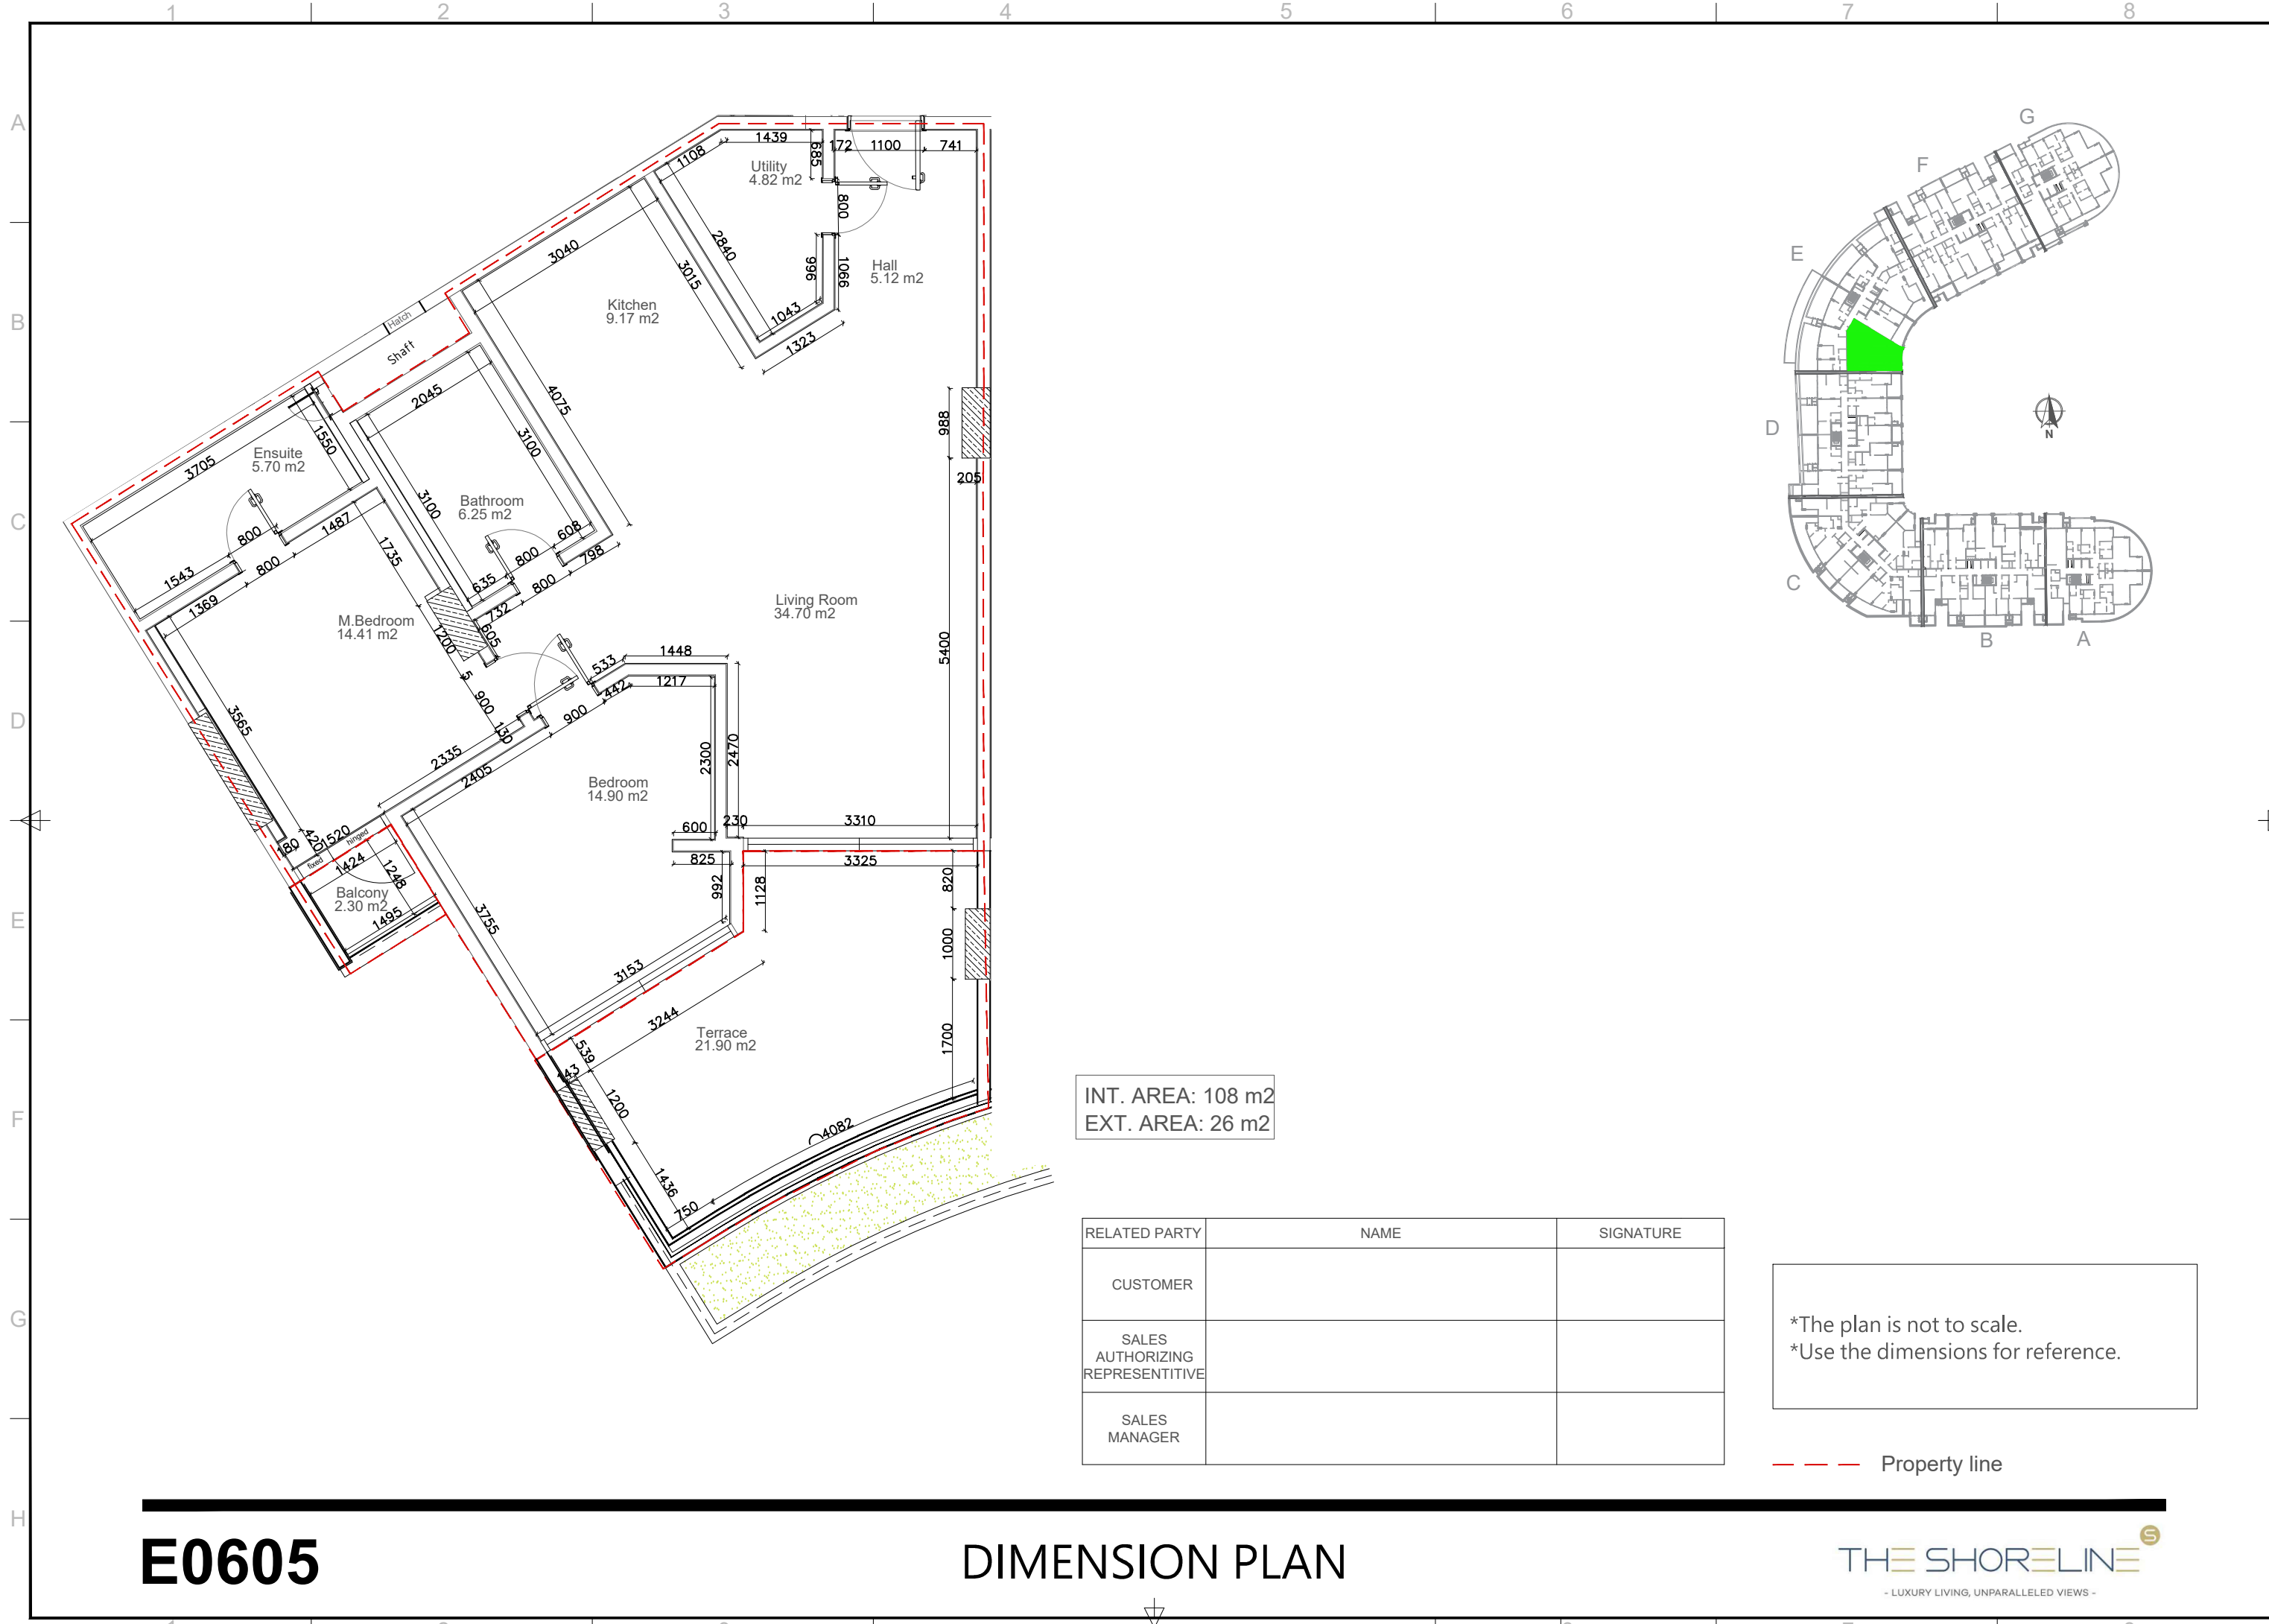 1 2 3 4 5 6 7 8
A
B
C
D
E
F
G
H
1439
1108
685
172
1100
741
Utility
4.82 m2
800
3040
2840
3015
996
1066
Hall
5.12 m2
Kitchen
9.17 m2
1043
1323
Hatch
Shaft
2045
4075
988
205
3705
1550
Ensuite
5.70 m2
3100
3100
Bathroom
6.25 m2
608
798
800
800
635
732
605
800
1487
800
1543
1369
1735
M.Bedroom
14.41 m2
1200
5
900
130
Living Room
34.70 m2
5400
533
1448
442
1217
900
3565
2335
2405
2300
2470
Bedroom
14.90 m2
600
230
3310
825
3325
992
1128
820
180
420
1520
hinged
fixed
1424
1248
Balcony
2.30 m2
1495
3755
3153
3244
1000
1700
Terrace
21.90 m2
539
143
1200
1436
750
4082
G
F
E
D
C
B
A
N
INT. AREA: 108 m2
EXT. AREA: 26 m2
RELATED PARTY NAME SIGNATURE
CUSTOMER
SALES
AUTHORIZING
REPRESENTITIVE
SALES
MANAGER
*The plan is not to scale.
*Use the dimensions for reference.
Property line
E0605
DIMENSION PLAN
THE SHORELINE S
- LUXURY LIVING, UNPARALLELED VIEWS -